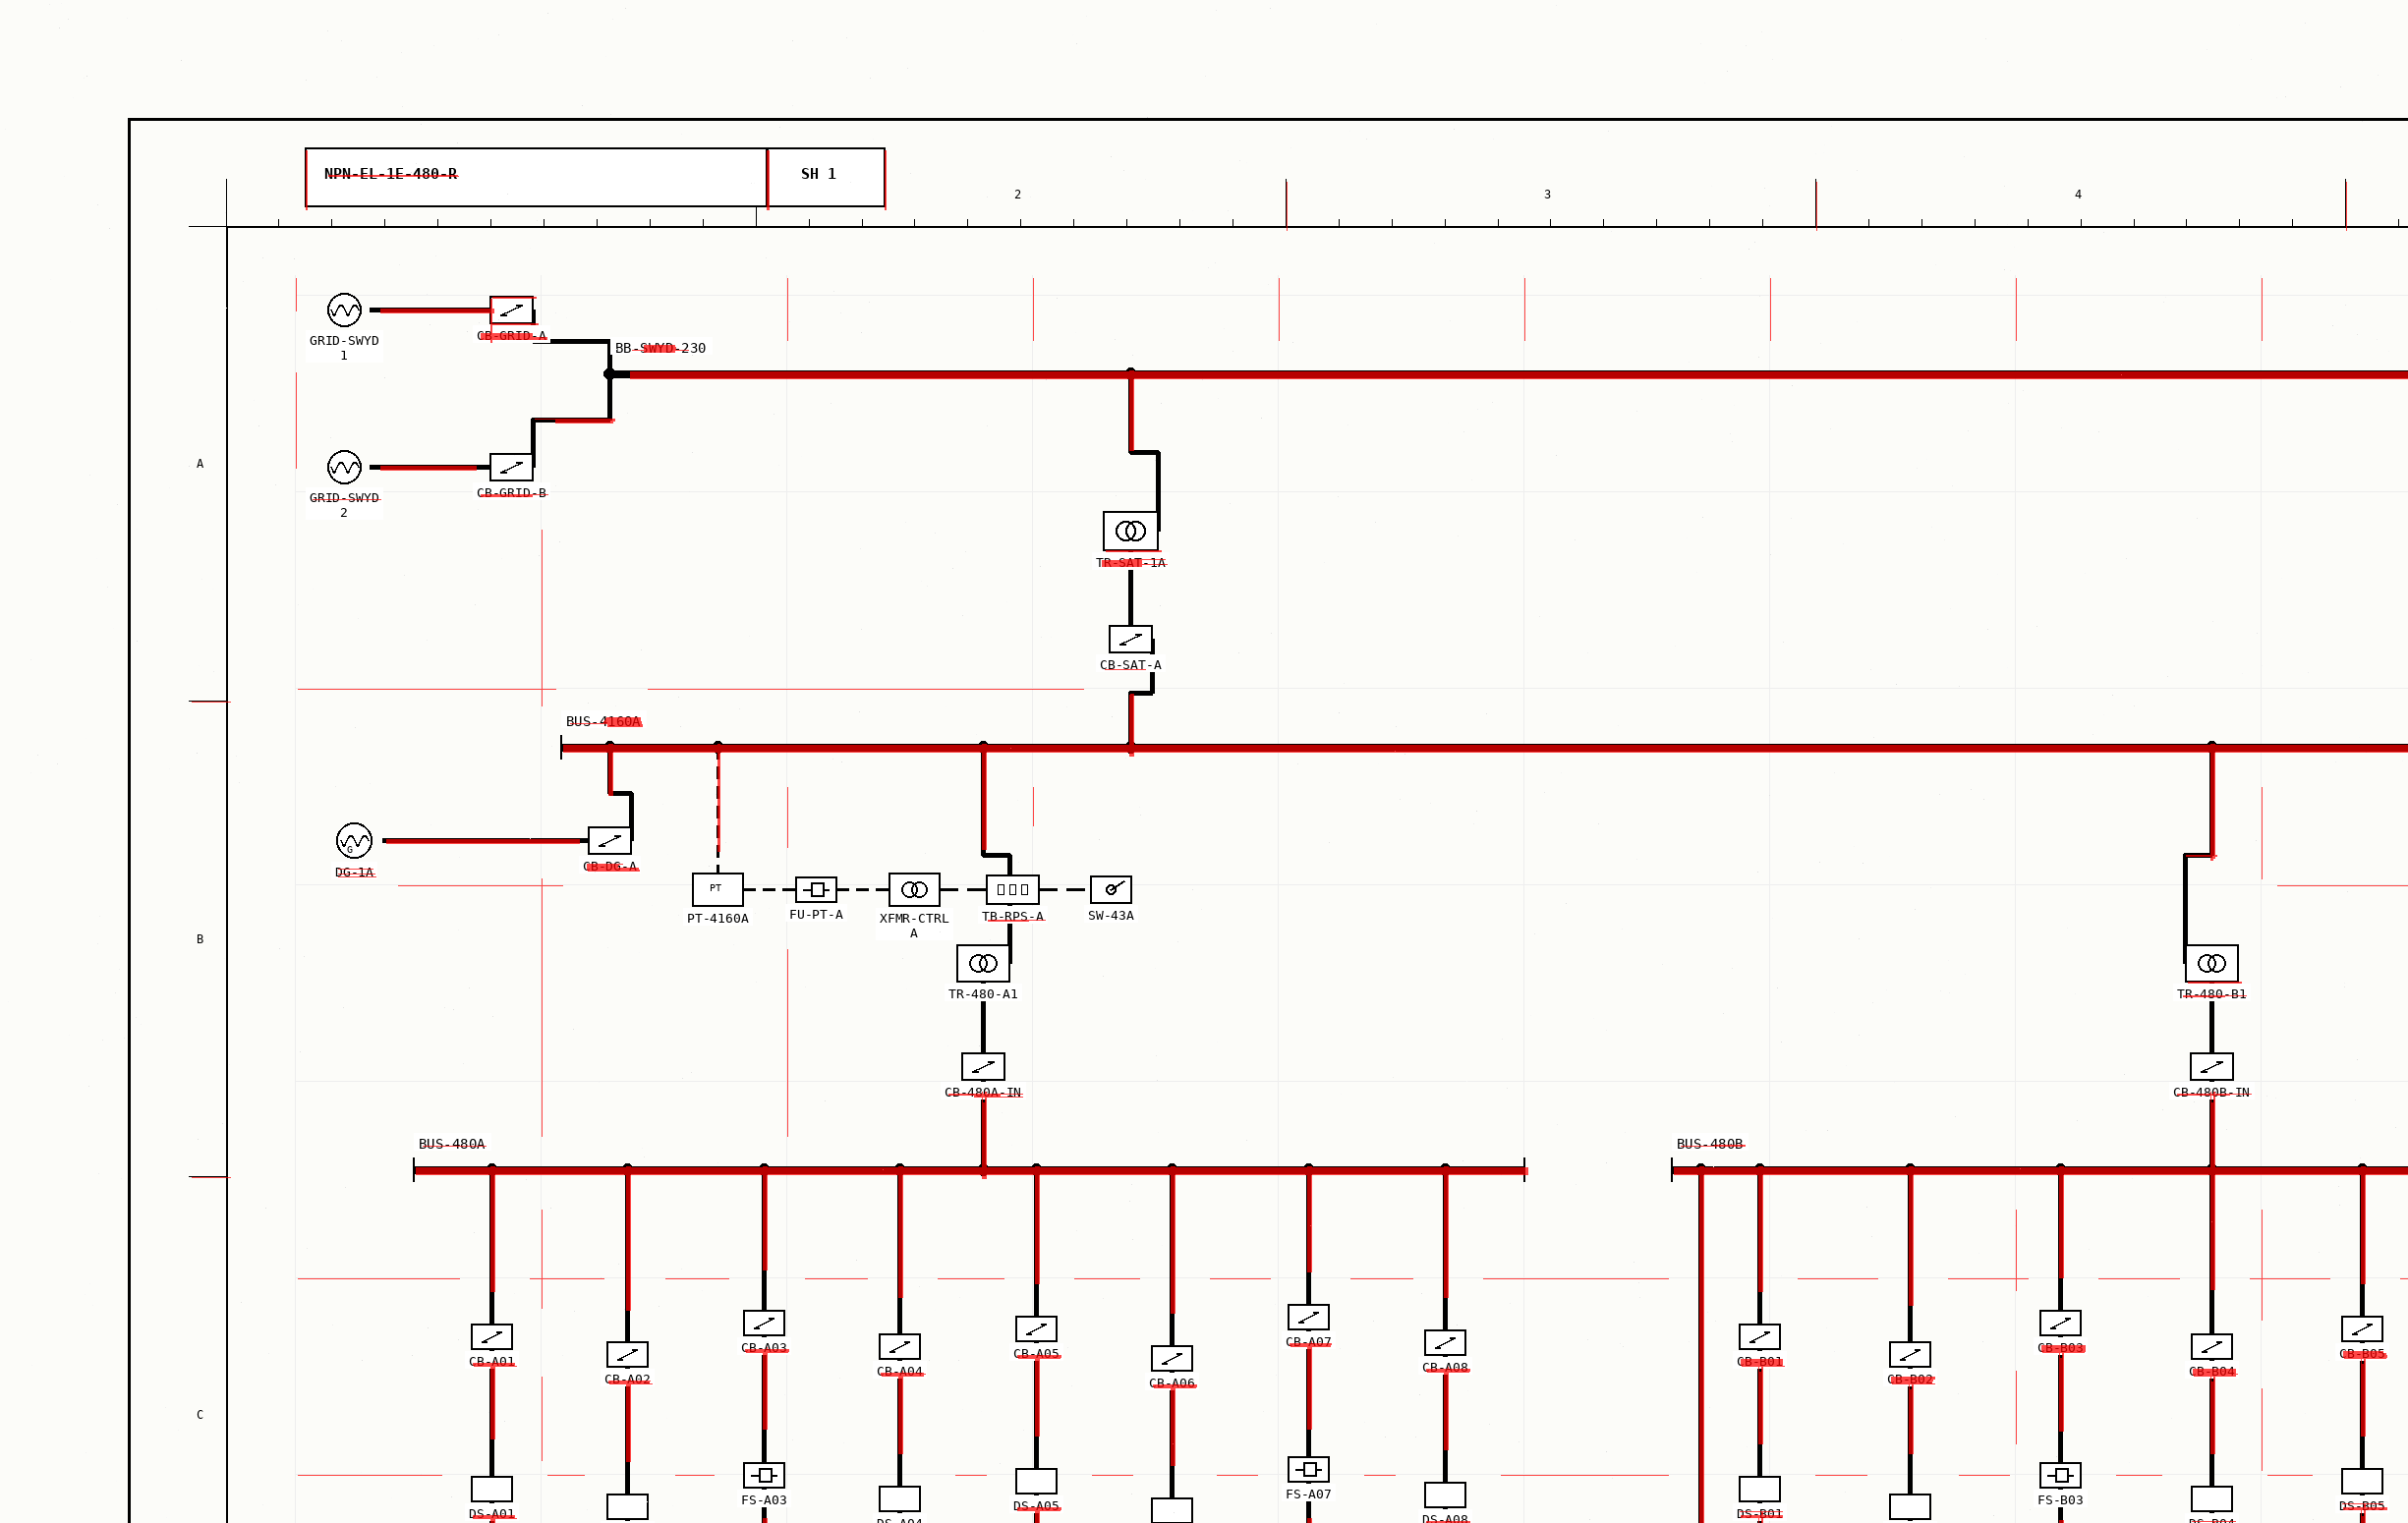 NPN-EL-1E-480-R
SH 1
2
3
4
GRID-SWYD
1
CB-GRID-A
BB-SWYD-230
A
GRID-SWYD
2
CB-GRID-B
TR-SAT-1A
CB-SAT-A
BUS-4160A
G
DG-1A
CB-DG-A
PT
PT-4160A
FU-PT-A
XFMR-CTRL
A
TB-RPS-A
SW-43A
B
TR-480-A1
TR-480-B1
CB-480A-IN
CB-480B-IN
BUS-480A
BUS-480B
CB-A01
CB-A02
CB-A03
CB-A04
CB-A05
CB-A06
CB-A07
CB-A08
CB-B01
CB-B02
CB-B03
CB-B04
CB-B05
C
DS-A01
FS-A03
DS-A04
DS-A05
FS-A07
DS-A08
DS-B01
FS-B03
DS-B04
DS-B05